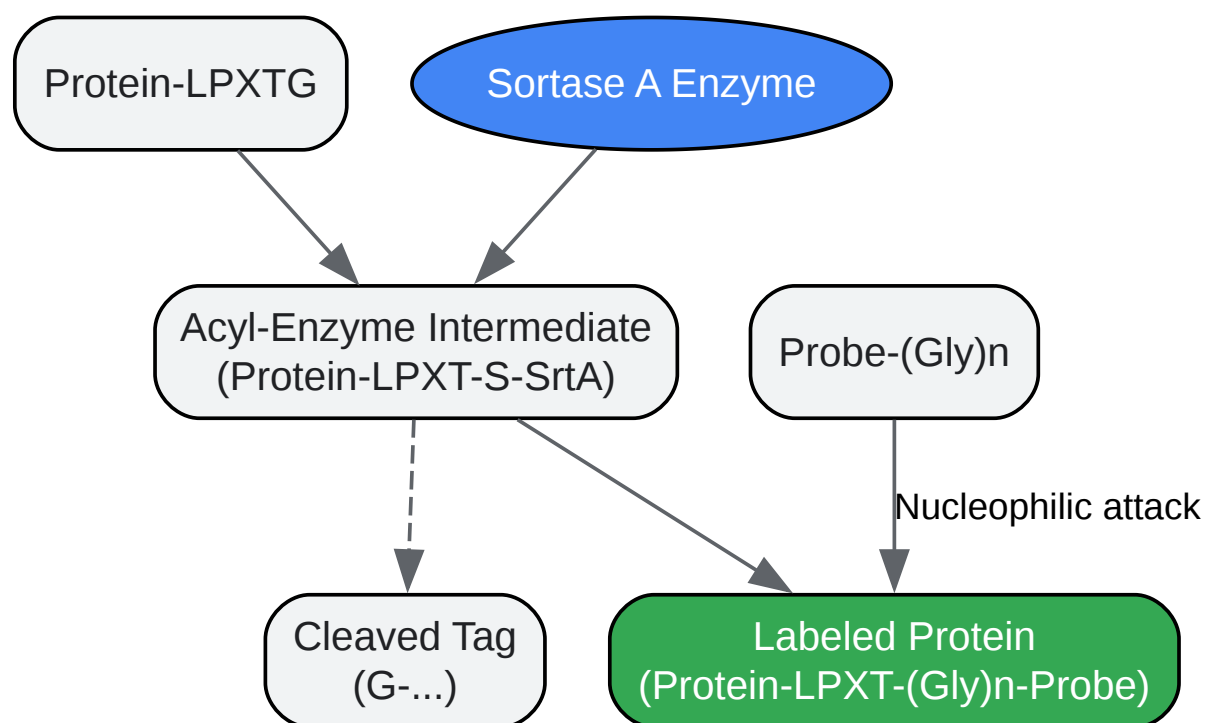 Protein-LPXTG
Sortase A Enzyme
Acyl-Enzyme Intermediate
(Protein-LPXT-S-SrtA)
Probe-(Gly)n
Nucleophilic attack
Cleaved Tag
(G-...)
Labeled Protein
(Protein-LPXT-(Gly)n-Probe)